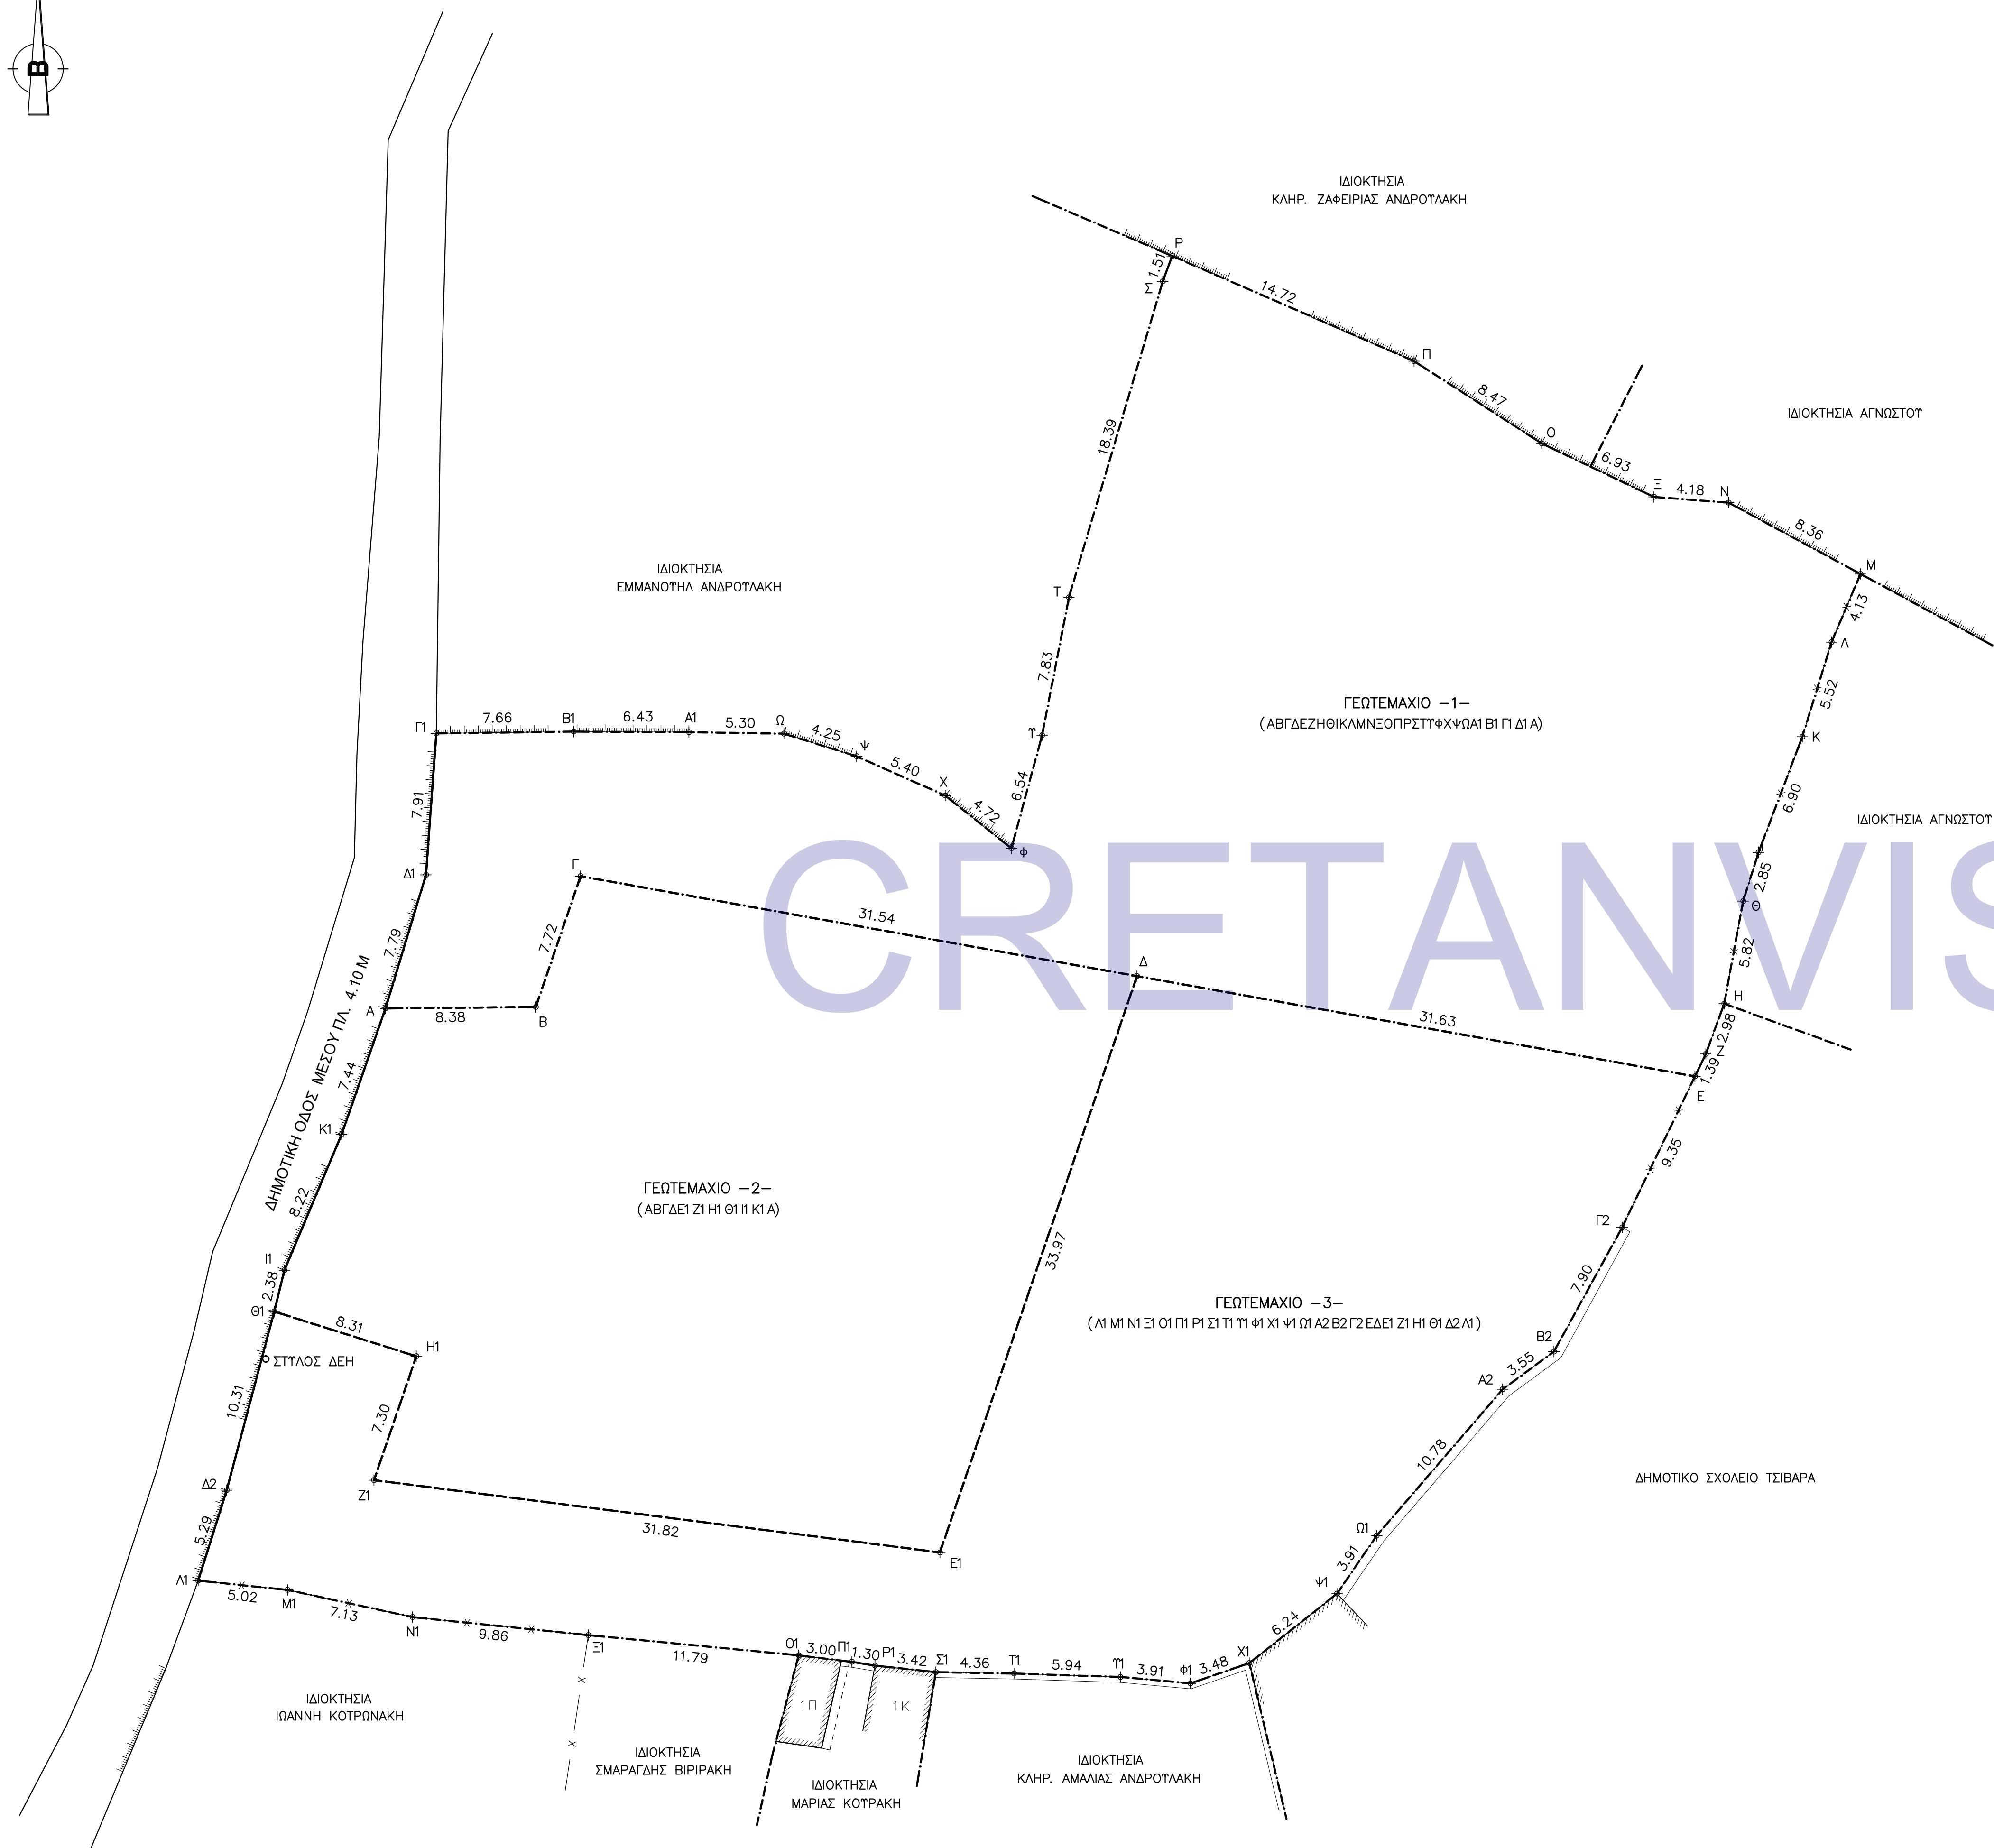 B
ΙΔΙΟΚΤΗΣΙΑ
ΚΛΗΡ. ΖΑΦΕΙΡΙΑΣ ΑΝΔΡΟΥΛΑΚΗ
Ρ
1.51
Σ
14.72
Π
8.47
ΙΔΙΟΚΤΗΣΙΑ ΑΓΝΩΣΤΟΥ
Ο
18.39
6.93
Ξ
4.18
Ν
8.36
Μ
ΙΔΙΟΚΤΗΣΙΑ
ΕΜΜΑΝΟΥΗΛ ΑΝΔΡΟΥΛΑΚΗ
Τ
4.13
Λ
7.83
5.52
ΓΕΩΤΕΜΑΧΙΟ -1-
(ΑΒΓΔΕΖΗΘΙΚΛΜΝΞΟΠΡΣΤΥΦΧΨΩΑ1 Β1 Γ1 Δ1 Α)
Γ1
7.66
Β1
6.43
Α1
5.30
Ω
4.25
Ψ
5.40
Χ
4.72
Φ
6.54
Υ
Κ
6.90
7.91
ΙΔΙΟΚΤΗΣΙΑ ΑΓΝΩΣΤΟΥ
Δ1
Γ
2.85
Θ
CRETANVIS
31.54
7.79
7.72
5.82
Δ
ΔΗΜΟΤΙΚΗ ΟΔΟΣ ΜΕΣΟΥ ΠΛ. 4.10 Μ
Α
8.38
Β
Η
31.63
2.98
Ζ
1.39
Ε
7.44
Κ1
9.35
8.22
ΓΕΩΤΕΜΑΧΙΟ -2-
(ΑΒΓΔΕ1 Ζ1 Η1 Θ1 Ι1 Κ1 Α)
33.97
Γ2
Ι1
2.38
Θ1
8.31
7.90
ΓΕΩΤΕΜΑΧΙΟ -3-
(Λ1 Μ1 Ν1 Ξ1 Ο1 Π1 Ρ1 Σ1 Τ1 Υ1 Φ1 Χ1 Ψ1 Ω1 Α2 Β2 Γ2 ΕΔΕ1 Ζ1 Η1 Θ1 Δ2 Λ1)
Η1
ΣΤΥΛΟΣ ΔΕΗ
Β2
3.55
Α2
10.31
7.30
10.78
Δ2
Ζ1
ΔΗΜΟΤΙΚΟ ΣΧΟΛΕΙΟ ΤΣΙΒΑΡΑ
31.82
5.29
Ω1
Ε1
3.91
Ψ1
Λ1
5.02
Μ1
7.13
Ν1
9.86
Ξ1
11.79
Ο1
3.00
Π1
1.30
Ρ1
3.42
Σ1
4.36
Τ1
5.94
Υ1
3.91
Φ1
3.48
Χ1
6.24
1Π
1Κ
ΙΔΙΟΚΤΗΣΙΑ
ΙΩΑΝΝΗ ΚΟΤΡΩΝΑΚΗ
ΙΔΙΟΚΤΗΣΙΑ
ΣΜΑΡΑΓΔΗΣ ΒΙΡΙΡΑΚΗ
ΙΔΙΟΚΤΗΣΙΑ
ΜΑΡΙΑΣ ΚΟΥΡΑΚΗ
ΙΔΙΟΚΤΗΣΙΑ
ΚΛΗΡ. ΑΜΑΛΙΑΣ ΑΝΔΡΟΥΛΑΚΗ